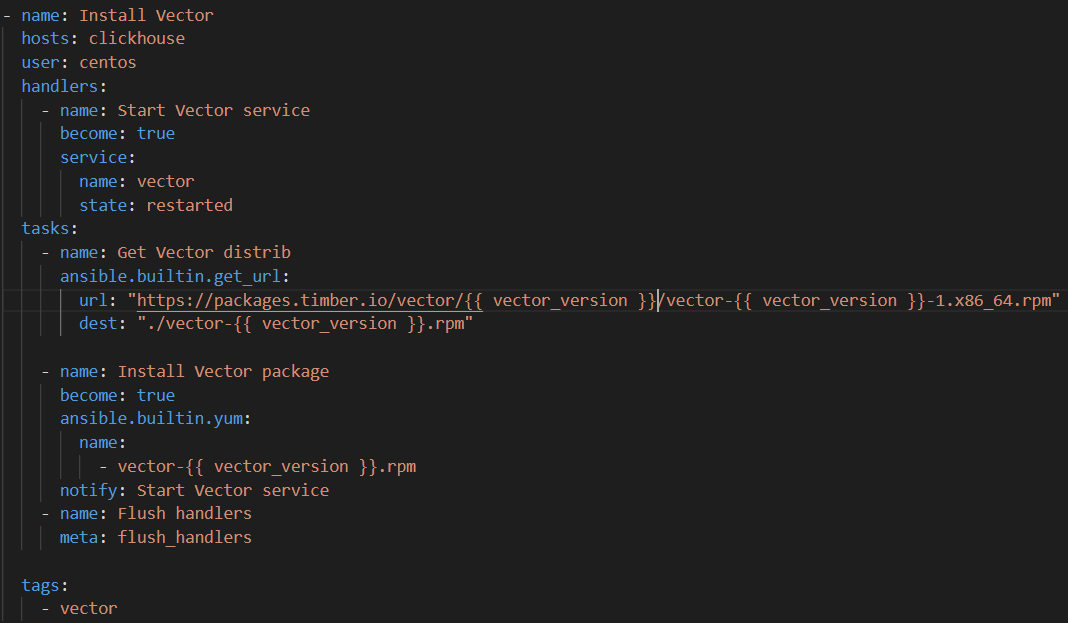 - name: Install Vector
  hosts: clickhouse
  user: centos
  handlers:
    - name: Start Vector service
      become: true
      service:
        name: vector
        state: restarted
  tasks:
    - name: Get Vector distrib
      ansible.builtin.get_url:
        url: "https://packages.timber.io/vector/{{ vector_version }}/vector-{{ vector_version }}-1.x86_64.rpm"
        dest: "./vector-{{ vector_version }}.rpm"

    - name: Install Vector package
      become: true
      ansible.builtin.yum:
        name:
          - vector-{{ vector_version }}.rpm
      notify: Start Vector service
    - name: Flush handlers
      meta: flush_handlers

  tags:
    - vector